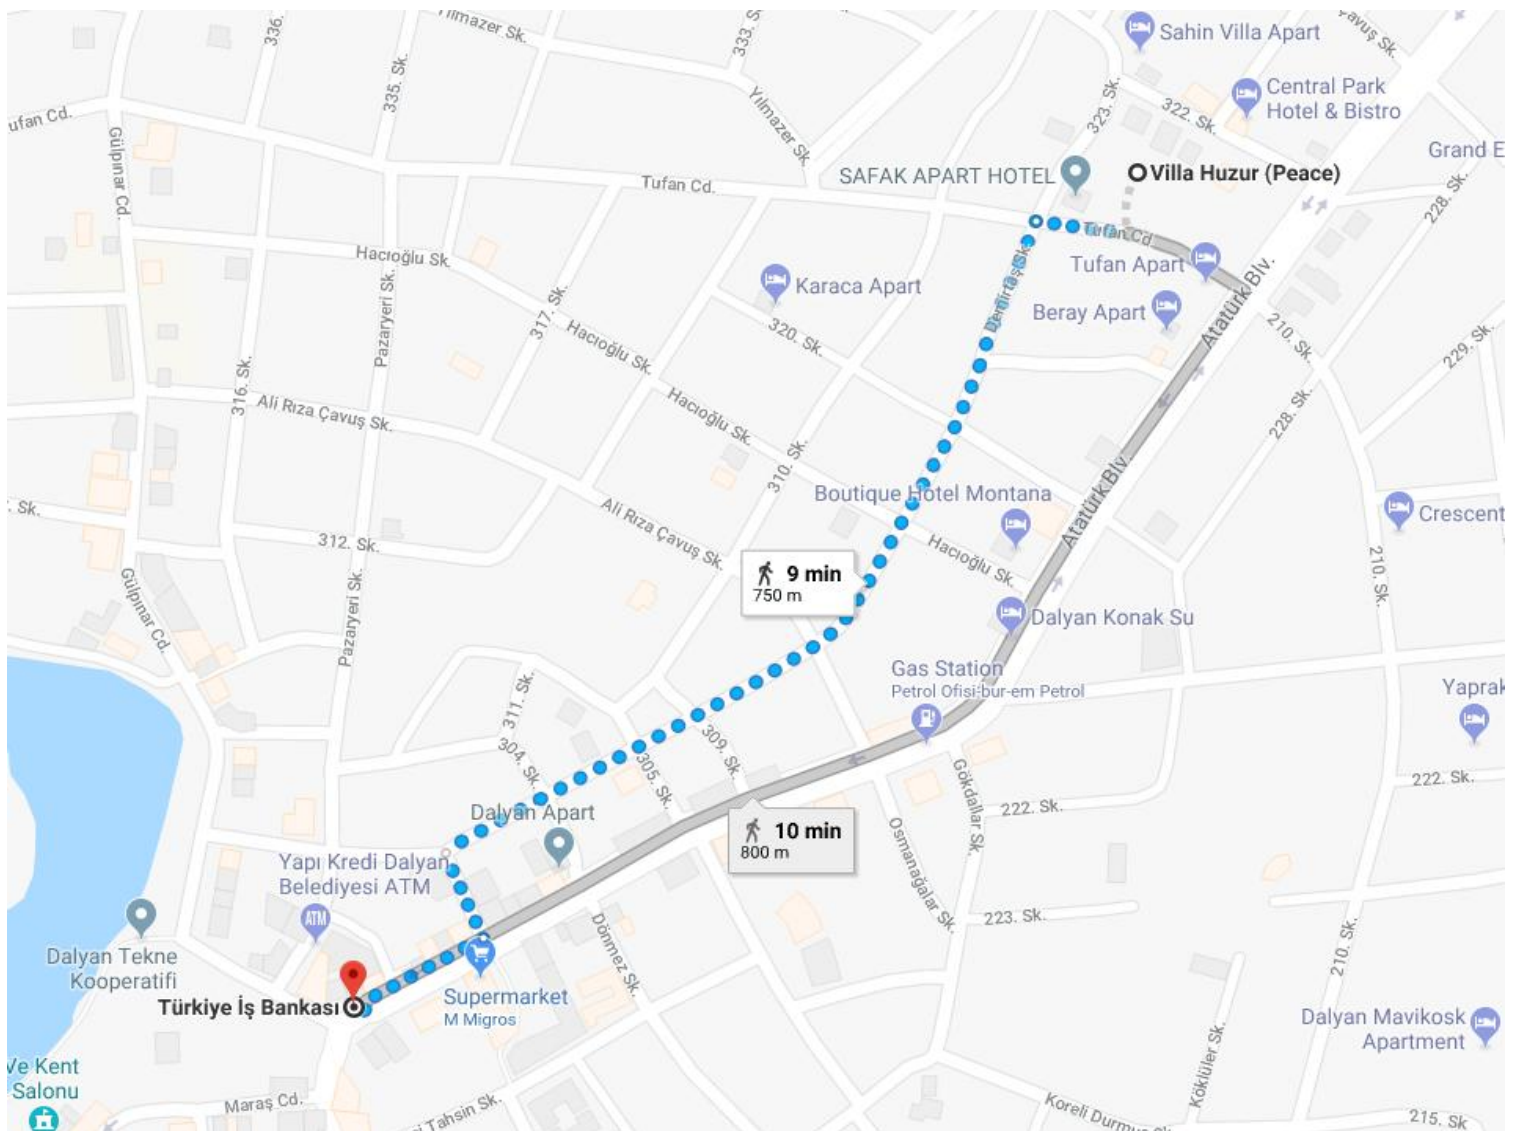 Yılmazer Sk.
336.
335. Sk.
333. S
Sahin Villa Apart
Yavuş Sk.
Central Park
Hotel & Bistro
322. Sk.
323. Sk.
ufan Cd.
Gülpınar Cd.
Yılmazer Sk.
Grand E
SAFAK APART HOTEL
Villa Huzur (Peace)
Tufan Cd.
228. Sk.
Tufan Cd
Hacıoğlu Sk.
Tufan Apart
Karaca Apart
Demirtaş Sk.
Beray Apart
Atatürk Blv.
Pazaryeri Sk.
317. Sk.
Hacıoğlu Sk.
320. Sk.
210. Sk.
229. Sk.
316. Sk.
Ali Rıza Çavuş Sk.
Hacıoğlu Sk.
228. Sk.
310. Sk.
Boutique Hotel Montana
Atatürk Blv.
. Sk.
Ali Rıza Çavuş Sk.
Crescent
312. Sk.
Hacıoğlu Sk.
210. Sk.
9 min
750 m
Gülpınar Cd.
Pazaryeri Sk.
Dalyan Konak Su
Gas Station
Petrol Ofisi-bur-em Petrol
Yaprak
311. Sk.
309. Sk.
304. Sk.
305. Sk.
Gökdallar Sk.
222. Sk.
222. Sk.
Dalyan Apart
10 min
800 m
Osmanağalar Sk.
Yapı Kredi Dalyan
Belediyesi ATM
ATM
223. Sk.
Dönmez Sk.
210. Sk.
Dalyan Tekne
Kooperatifi
Türkiye İş Bankası
Supermarket
M Migros
Dalyan Mavikosk
Apartment
Köklüler Sk.
Ve Kent
Salonu
Maraş Cd.
i Tahsin Sk.
Koreli Durmuş Sk.
215. Sk